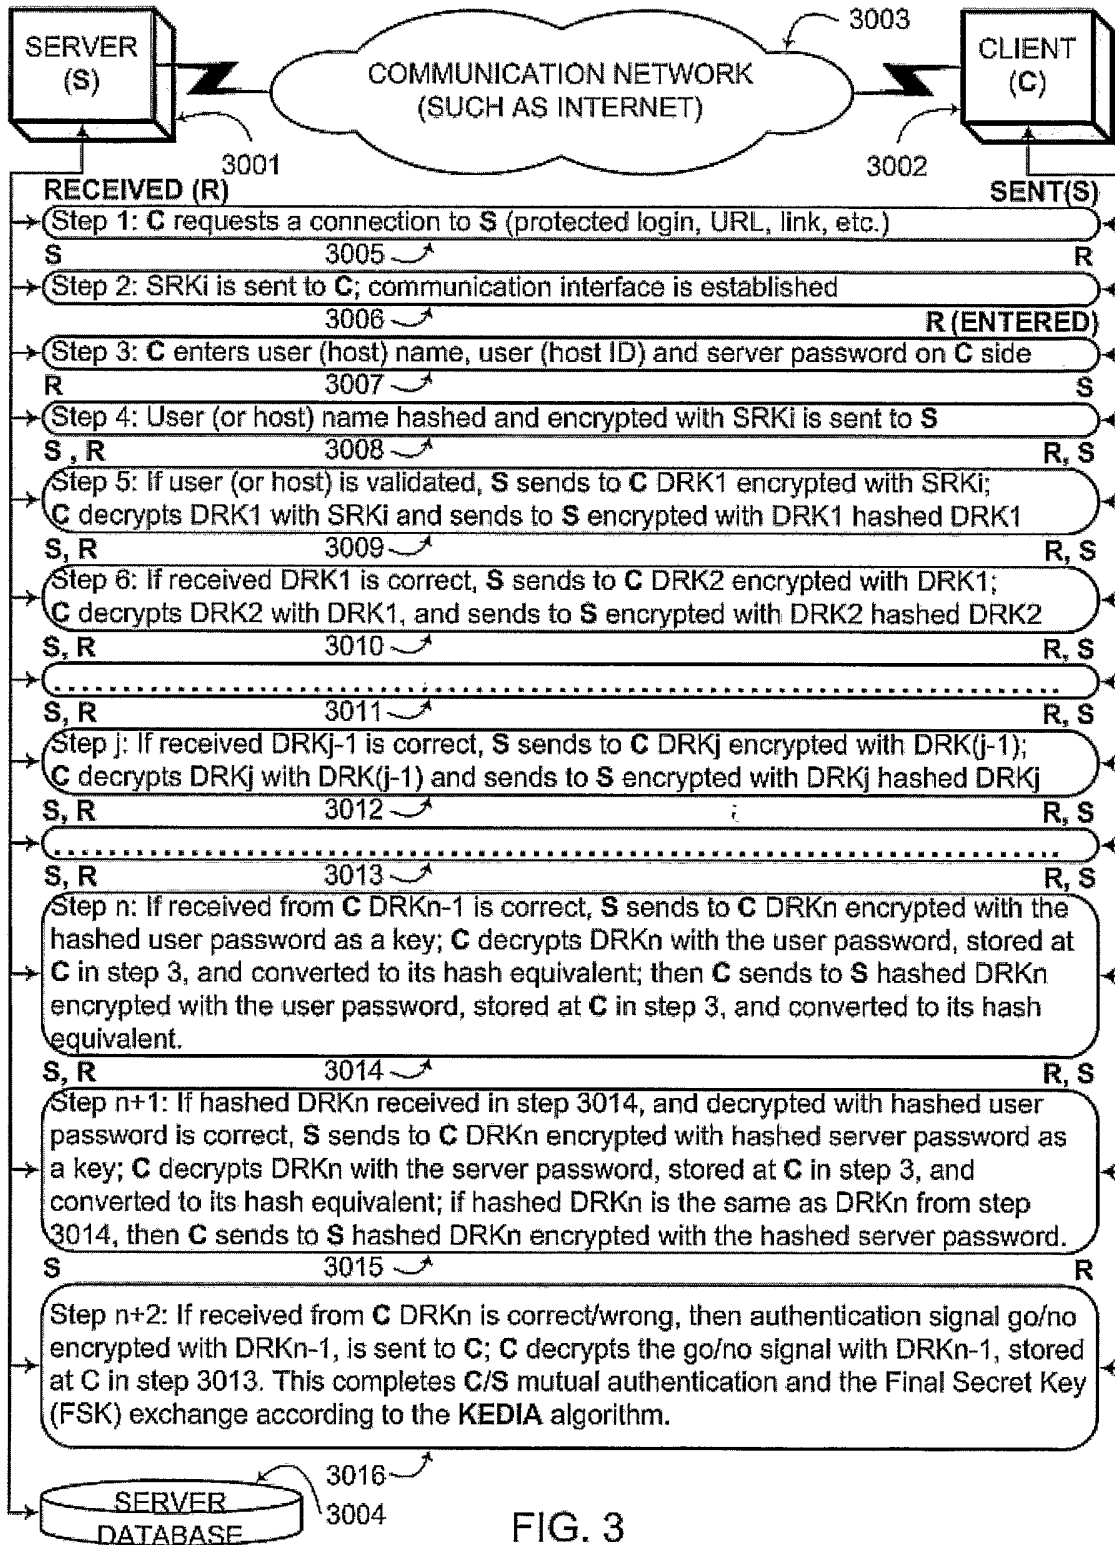 SERVER
(S)
COMMUNICATION NETWORK
(SUCH AS INTERNET)
3003
CLIENT
(C)
3001
3002
RECEIVED (R)
SENT(S)
Step 1: C requests a connection to S (protected login, URL, link, etc.)
S
3005
R
Step 2: SRKi is sent to C; communication interface is established
3006
R (ENTERED)
Step 3: C enters user (host) name, user (host ID) and server password on C side
R
3007
S
Step 4: User (or host) name hashed and encrypted with SRKi is sent to S
S , R
3008
R, S
Step 5: If user (or host) is validated, S sends to C DRK1 encrypted with SRKi;
C decrypts DRK1 with SRKi and sends to S encrypted with DRK1 hashed DRK1
S, R
3009
R, S
Step 6: If received DRK1 is correct, S sends to C DRK2 encrypted with DRK1;
C decrypts DRK2 with DRK1, and sends to S encrypted with DRK2 hashed DRK2
S, R
3010
R, S
S, R
3011
R, S
Step j: If received DRKj-1 is correct, S sends to C DRKj encrypted with DRK(j-1);
C decrypts DRKj with DRK(j-1) and sends to S encrypted with DRKj hashed DRKj
S, R
3012
R, S
S, R
3013
R, S
Step n: If received from C DRKn-1 is correct, S sends to C DRKn encrypted with the
hashed user password as a key; C decrypts DRKn with the user password, stored at
C in step 3, and converted to its hash equivalent; then C sends to S hashed DRKn
encrypted with the user password, stored at C in step 3, and converted to its hash
equivalent.
S, R
3014
R, S
Step n+1: If hashed DRKn received in step 3014, and decrypted with hashed user
password is correct, S sends to C DRKn encrypted with hashed server password as
a key; C decrypts DRKn with the server password, stored at C in step 3, and
converted to its hash equivalent; if hashed DRKn is the same as DRKn from step
3014, then C sends to S hashed DRKn encrypted with the hashed server password.
S
3015
R
Step n+2: If received from C DRKn is correct/wrong, then authentication signal go/no
encrypted with DRKn-1, is sent to C; C decrypts the go/no signal with DRKn-1, stored
at C in step 3013. This completes C/S mutual authentication and the Final Secret Key
(FSK) exchange according to the KEDIA algorithm.
3016
SERVER
DATABASE
3004
FIG. 3